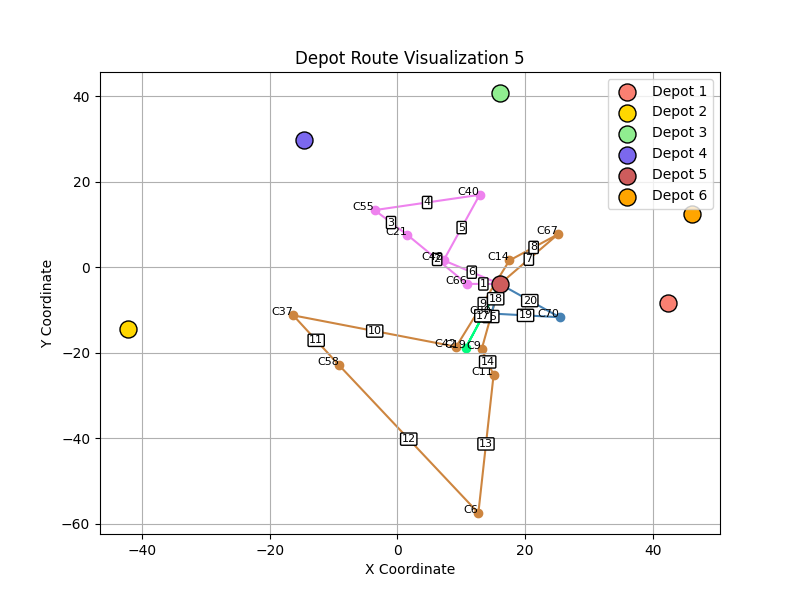 Depot Route Visualization 5
Depot 1
Depot 2
Depot 3
Depot 4
Depot 5
Depot 6
Y Coordinate
40
20
0
−20
−40
−60
C40
C55
4
3
5
C21
C67
8
C14
7
6
C66
1
18
9
20
C70
19
17
C37
10
11
C42
C9
C58
14
C11
12
13
C6
−40
−20
0
20
40
X Coordinate